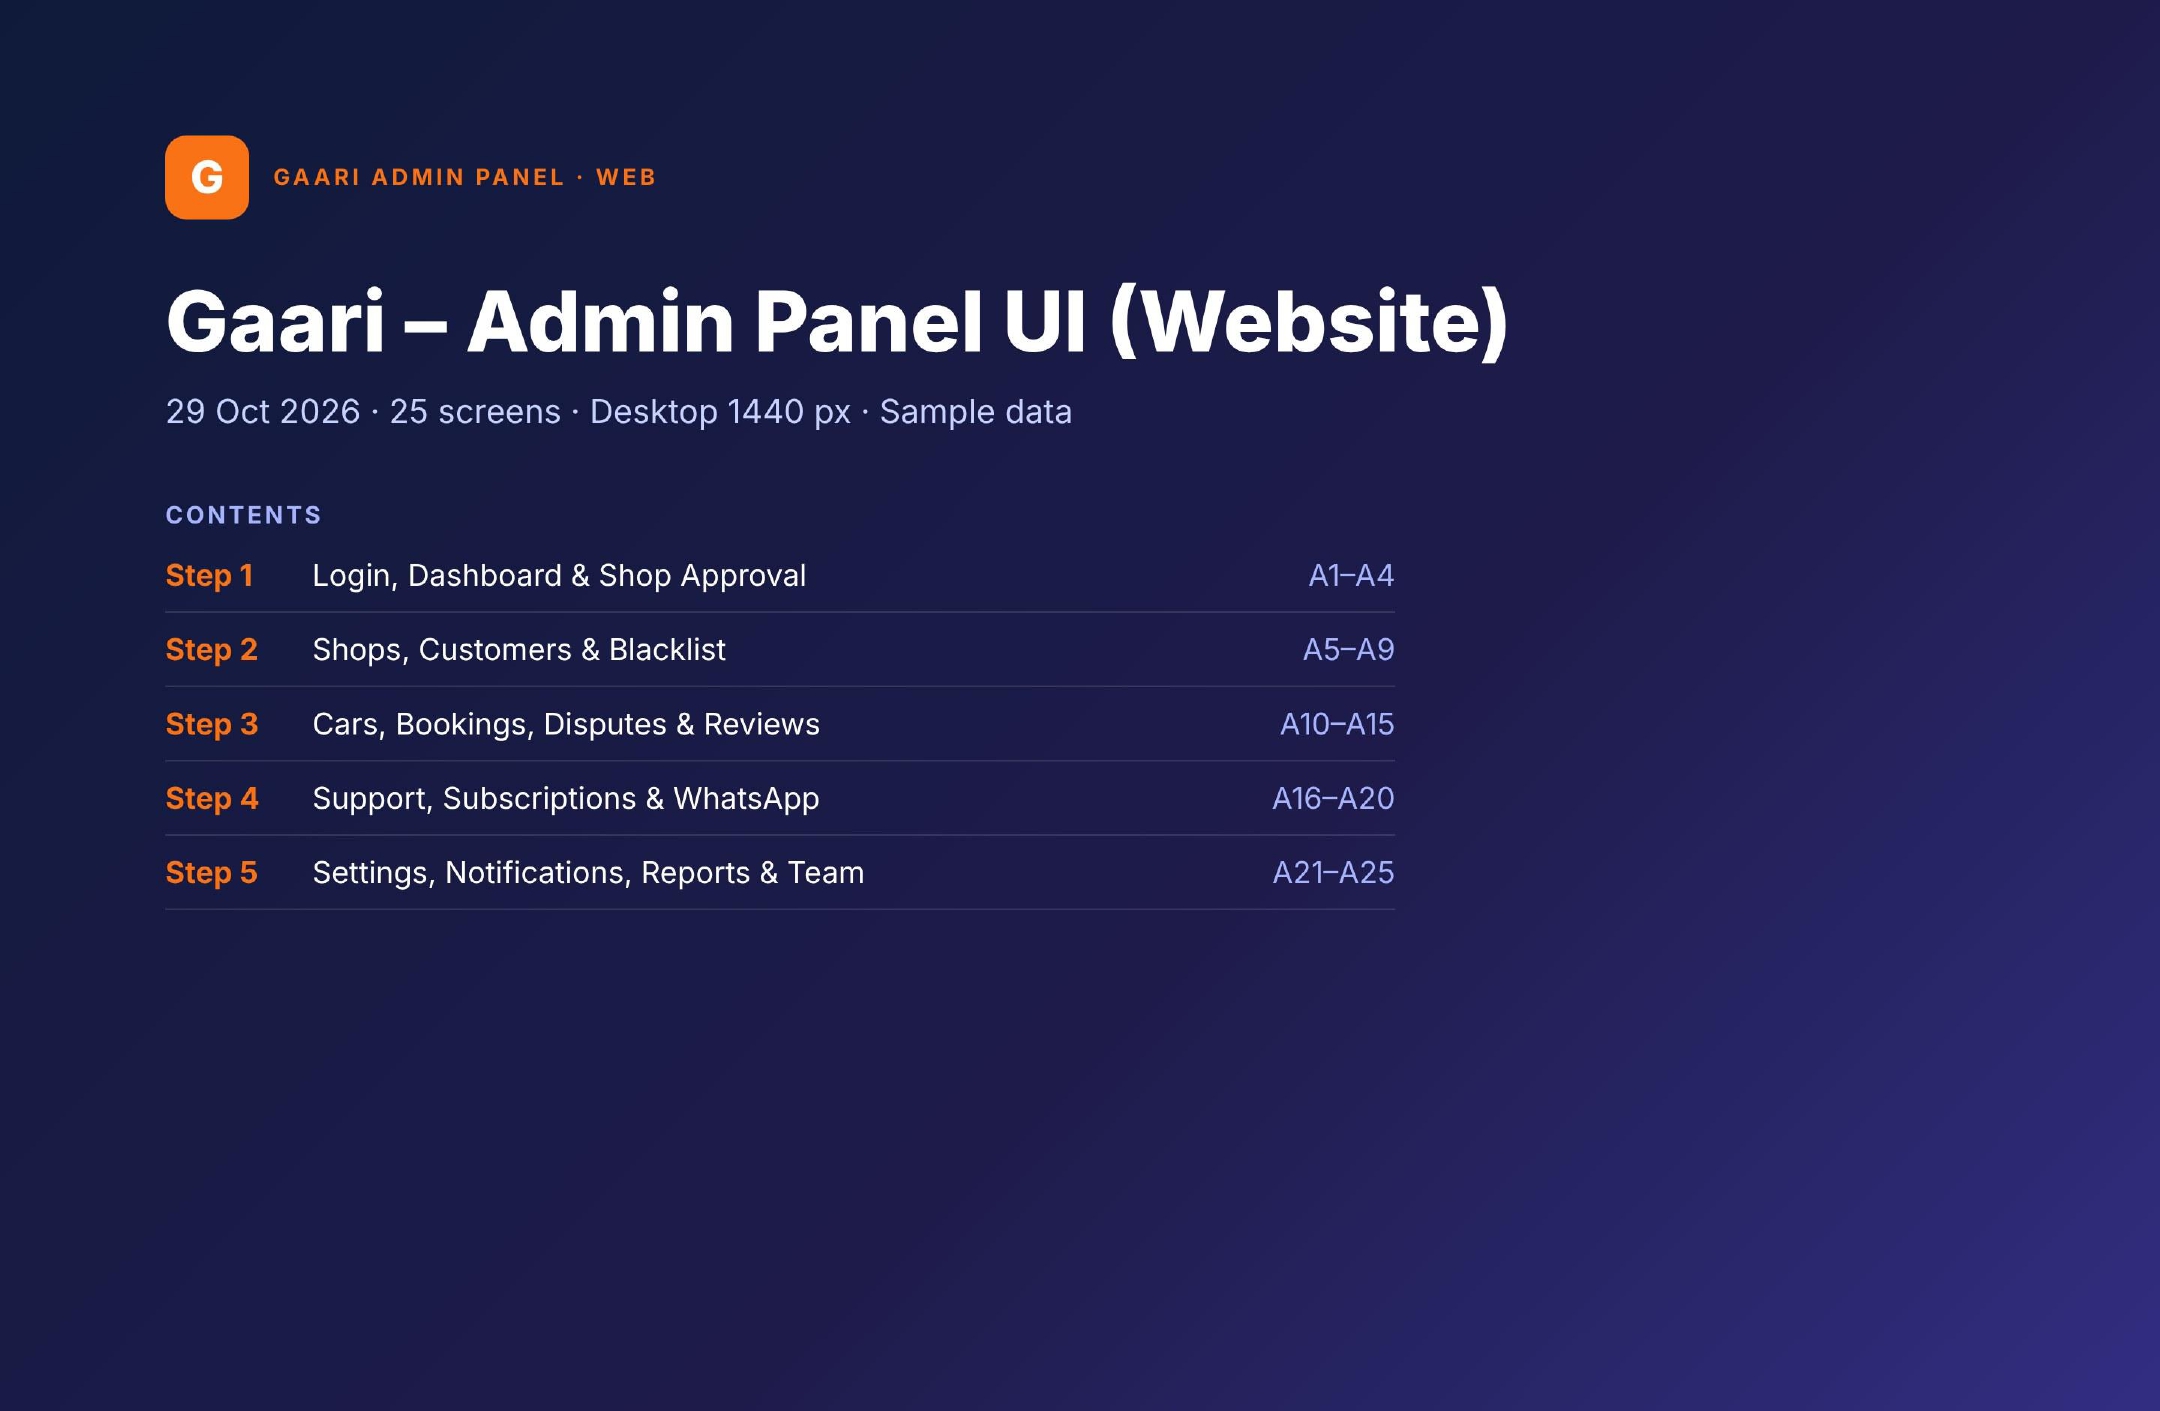 G
GAARI ADMIN PANEL · WEB
Gaari – Admin Panel UI (Website)
29 Oct 2026 · 25 screens · Desktop 1440 px · Sample data
CONTENTS
Step 1 Login, Dashboard & Shop Approval A1–A4
Step 2 Shops, Customers & Blacklist A5–A9
Step 3 Cars, Bookings, Disputes & Reviews A10–A15
Step 4 Support, Subscriptions & WhatsApp A16–A20
Step 5 Settings, Notifications, Reports & Team A21–A25